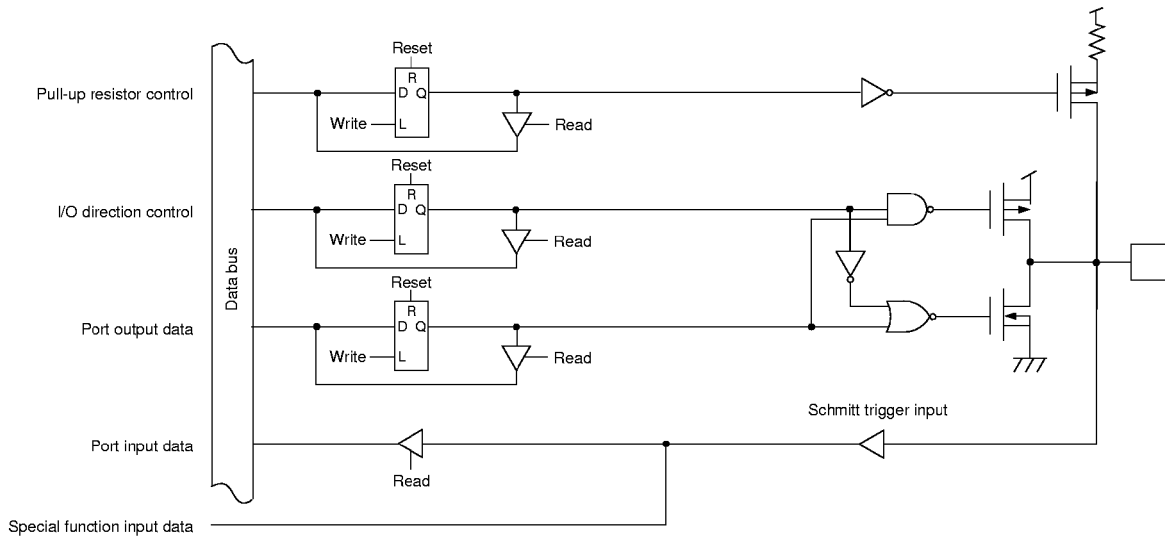 Reset
Pull-up resistor control
R
D Q
Write
L
Read
Reset
I/O direction control
R
D Q
Write
L
Read
Data bus
Reset
Port output data
R
D Q
Write
L
Read
Schmitt trigger input
Port input data
Read
Special function input data